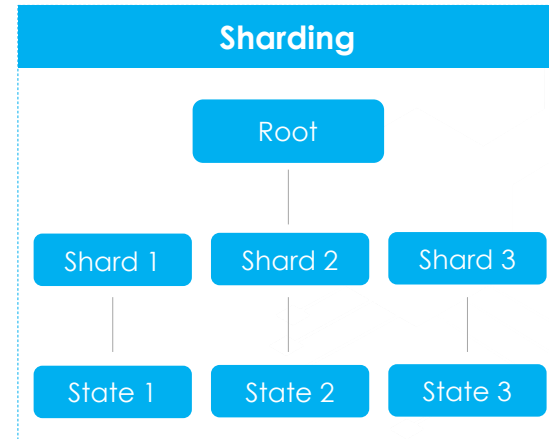 Sharding
Root
Shard 1
Shard 2
Shard 3
State 1
State 2
State 3